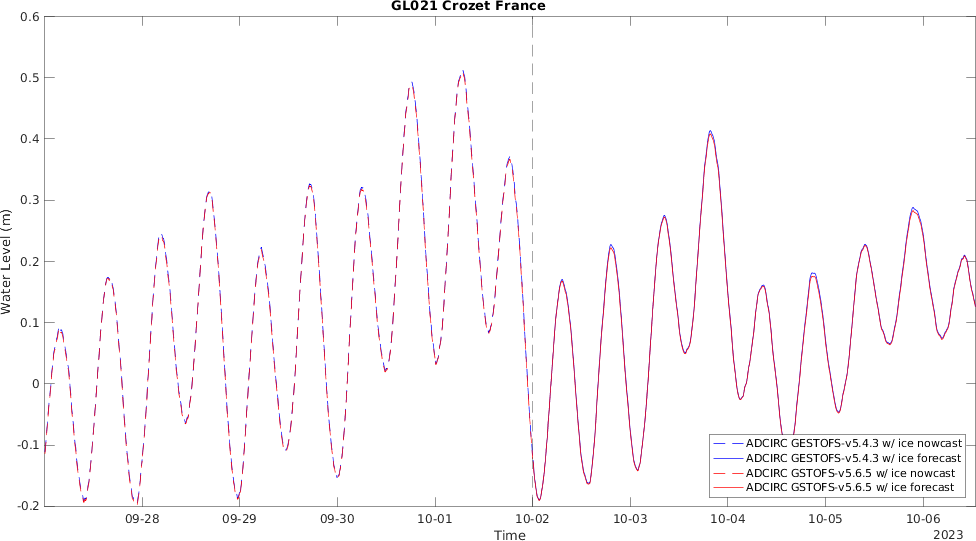 GL021 Crozet France
0.6
0.5
0.4
0.3
0.2
0.1
0
-0.1
-0.2
Water Level (m)
ADCIRC GESTOFS-v5.4.3 w/ ice nowcast
ADCIRC GESTOFS-v5.4.3 w/ ice forecast
ADCIRC GSTOFS-v5.6.5 w/ ice nowcast
ADCIRC GSTOFS-v5.6.5 w/ ice forecast
09-28 09-29 09-30 10-01 10-02 10-03 10-04 10-05 10-06
Time
2023